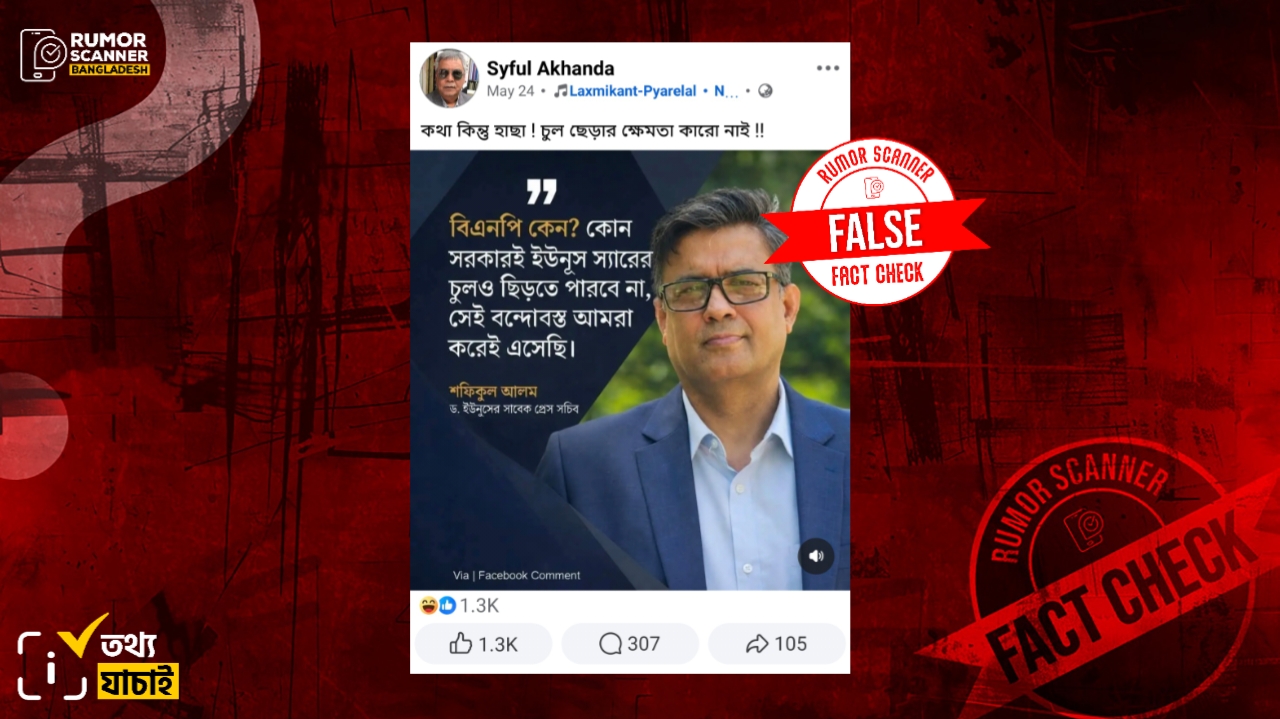 RUMOR
SCANNER
BANGLADESH
Syful Akhanda
May 24 • Laxmikant-Pyarelal • N... •
কথা কিন্তু হাছা ! চুল ছেড়ার ক্ষেমতা কারো নাই !!
”
বিএনপি কেন? কোন
সরকারই ইউনূস স্যারের
চুলও ছিড়তে পারবে না,
সেই বন্দোবস্ত আমরা
করেই এসেছি।
শফিকুল আলম
ড. ইউনুসের সাবেক প্রেস সচিব
Via | Facebook Comment
1.3K
1.3K
307
105
RUMOR SCANNER
FALSE
FACT CHECK
RUMOR SCANNER
FACT CHECK
তথ্য
যাচাই